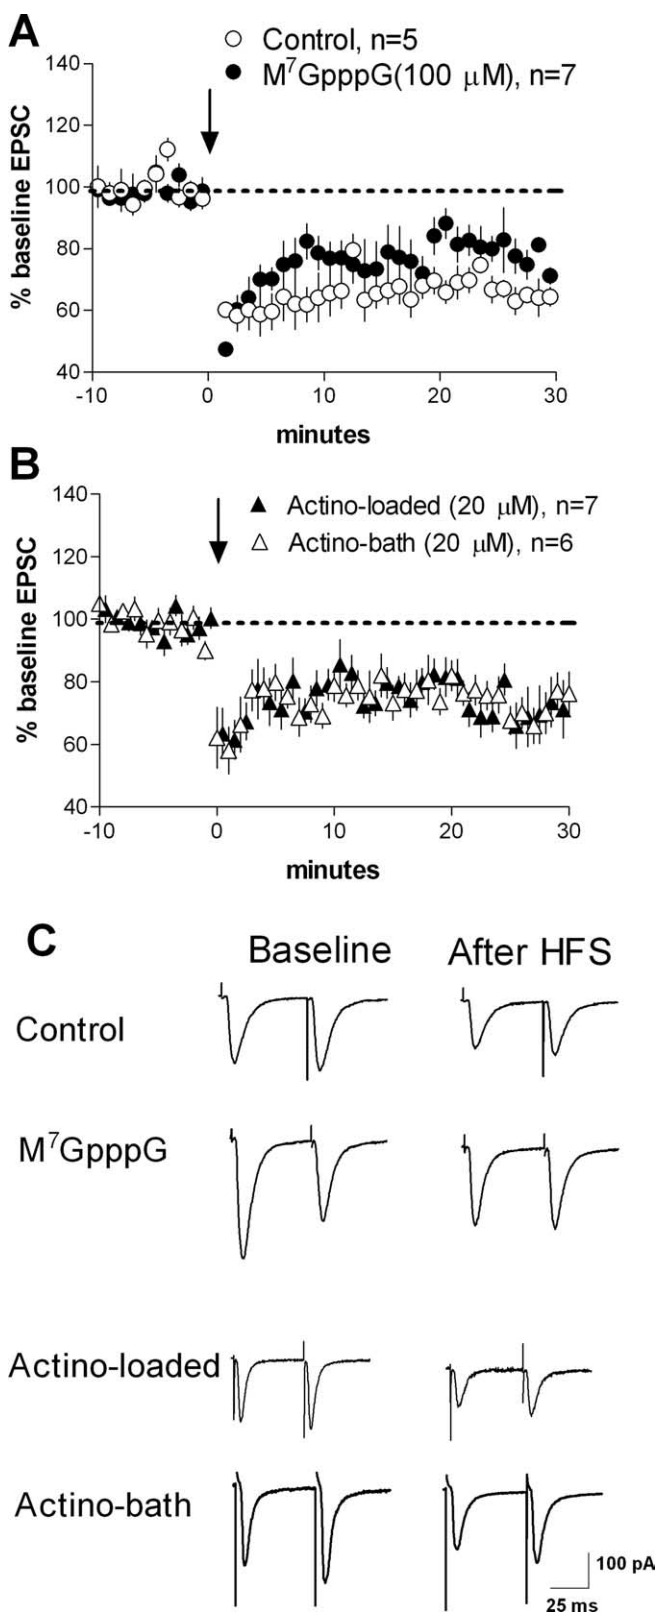 A
Control, n=5
M⁷GpppG(100 μM), n=7
140
120
100
80
60
40
% baseline EPSC
-10 0 10 20 30
minutes
B
Actino-loaded (20 μM), n=7
Actino-bath (20 μM), n=6
140
120
100
80
60
40
% baseline EPSC
-10 0 10 20 30
minutes
C
Baseline After HFS
Control
M⁷GpppG
Actino-loaded
Actino-bath
100 pA
25 ms